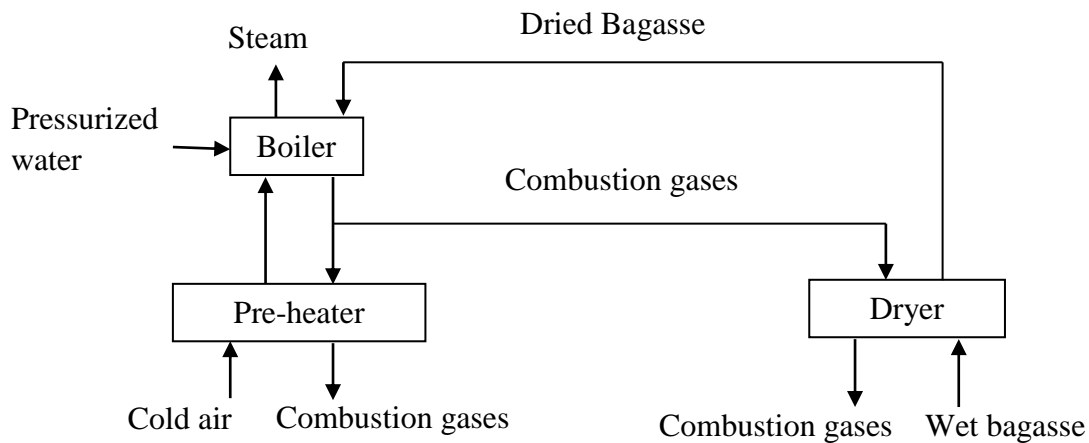 Dried Bagasse
Steam
Pressurized
water
Boiler
Combustion gases
Pre-heater
Dryer
Cold air
Combustion gases
Combustion gases
Wet bagasse